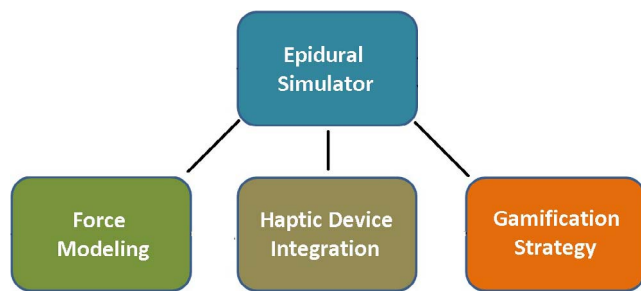 Epidural
Simulator
Force
Modeling
Haptic Device
Integration
Gamification
Strategy